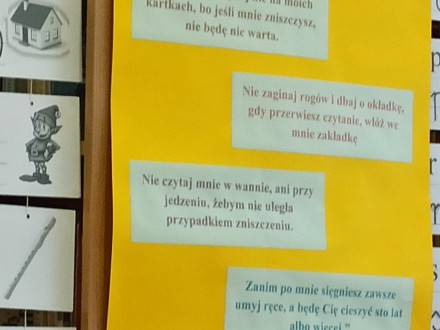 na moich
kartkach, bo jeśli mnie zniszczysz,
nie będę nic warta.
Nie zaginaj rogów i dbaj o okładkę,
gdy przerwiesz czytanie, włóż we
mnie zakładkę
Nie czytaj mnie w wannie, ani przy
jedzeniu, żebym nie uległa
przypadkiem zniszczeniu.
Zanim po mnie sięgniesz zawsze
umyj ręce, a będę Cię cieszyć sto lat
albo więcej."